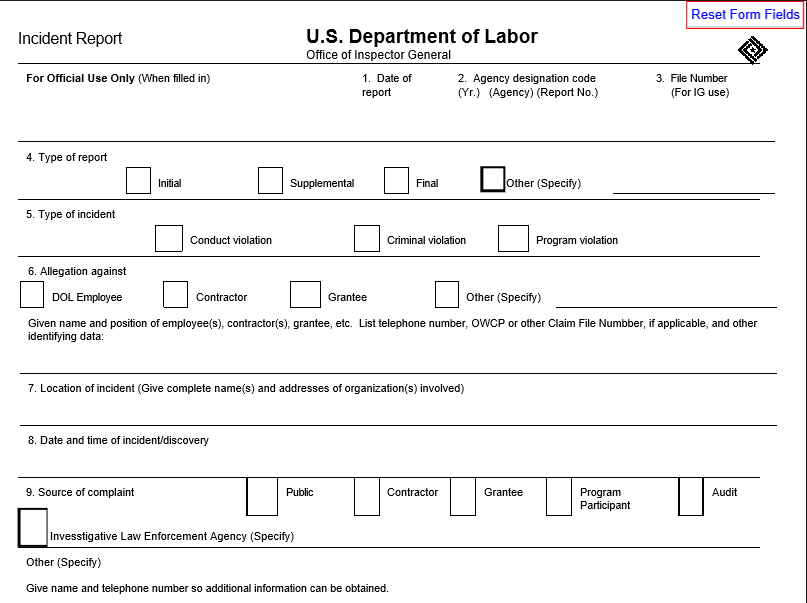 Reset Form Fields
Incident Report
U.S. Department of Labor
Office of Inspector General
For Official Use Only (When filled in)
1. Date of
report
2. Agency designation code
(Yr.) (Agency) (Report No.)
3. File Number
(For IG use)
4. Type of report
Initial Supplemental Final Other (Specify)
5. Type of incident
Conduct violation Criminal violation Program violation
6. Allegation against
DOL Employee Contractor Grantee Other (Specify)
Given name and position of employee(s), contractor(s), grantee, etc. List telephone number, OWCP or other Claim File Numbber, if applicable, and other
identifying data:
7. Location of incident (Give complete name(s) and addresses of organization(s) involved)
8. Date and time of incident/discovery
9. Source of complaint
Public Contractor Grantee Program
Participant
Audit
Invesstigative Law Enforcement Agency (Specify)
Other (Specify)
Give name and telephone number so additional information can be obtained.